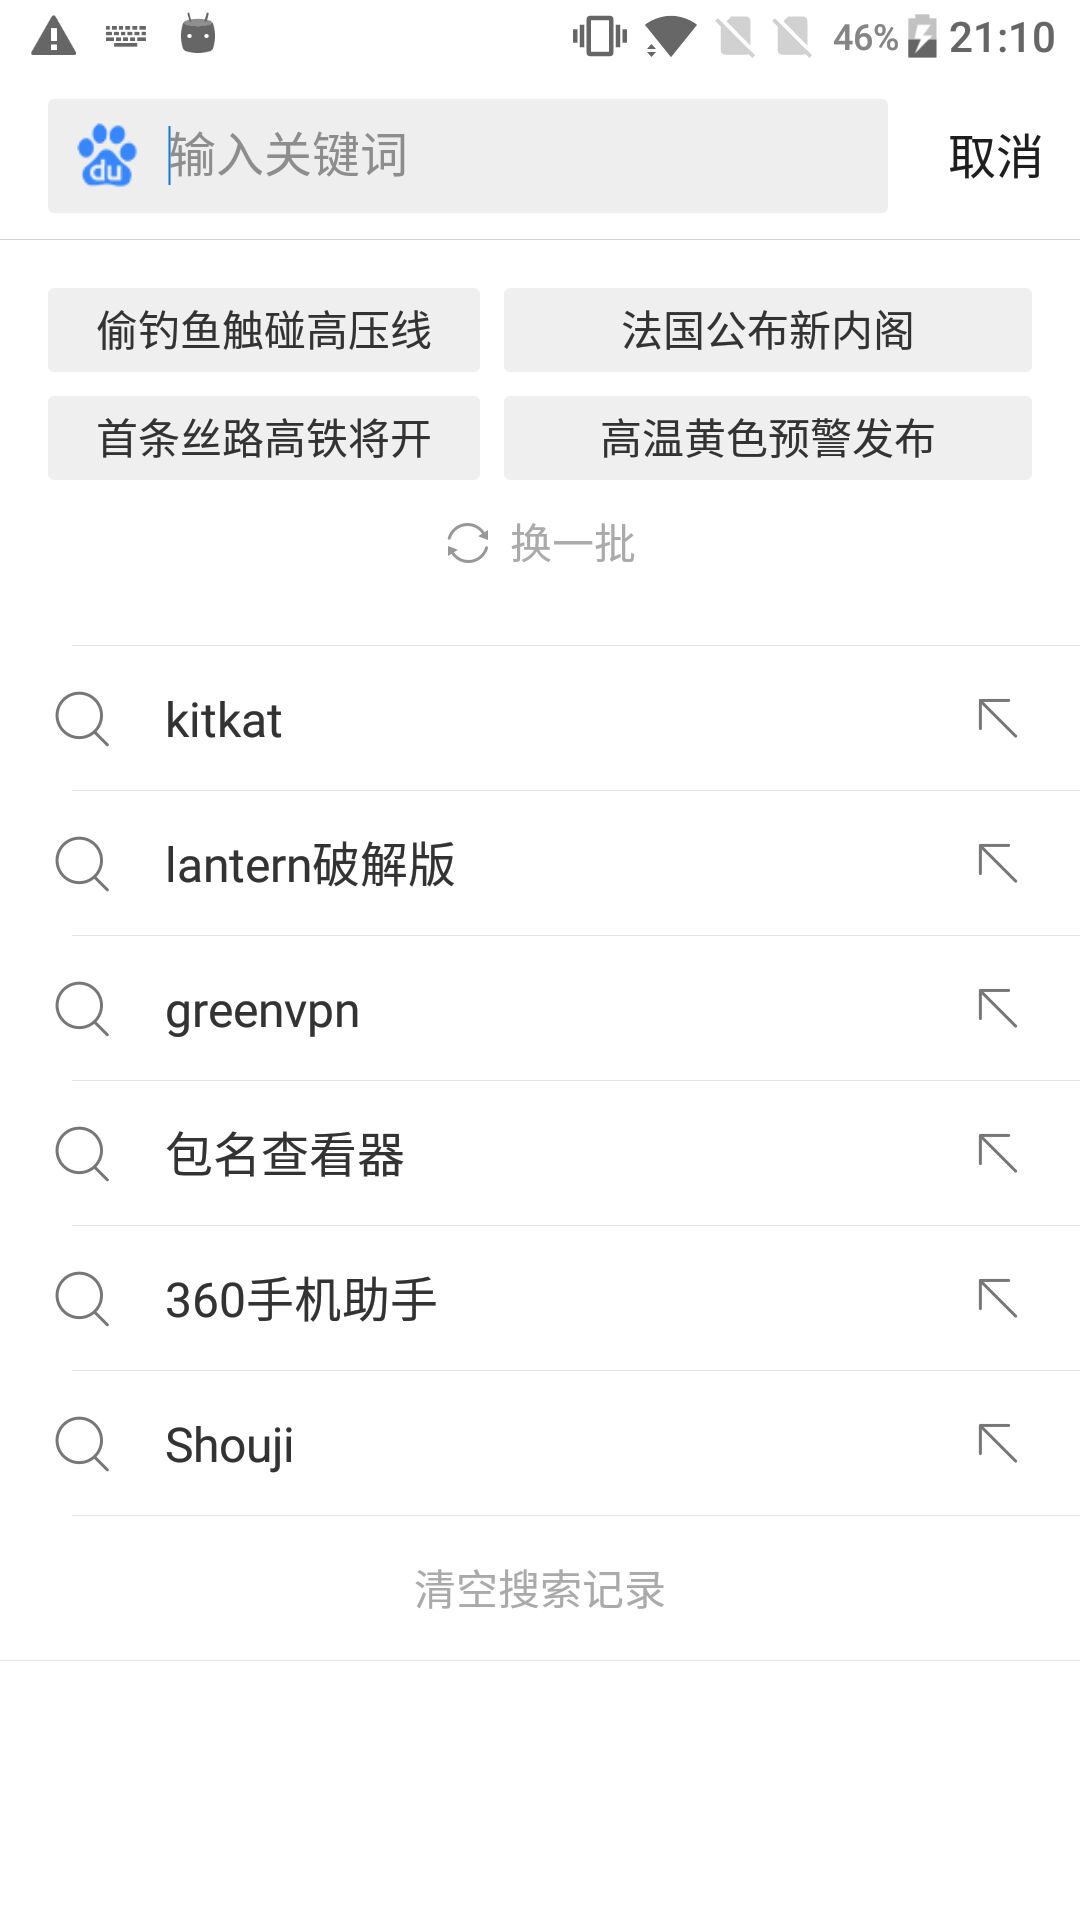 46% 21:10
du 输入关键词 取消
偷钓鱼触碰高压线 法国公布新内阁
首条丝路高铁将开 高温黄色预警发布
换一批
kitkat
lantern破解版
greenvpn
包名查看器
360手机助手
Shouji
清空搜索记录